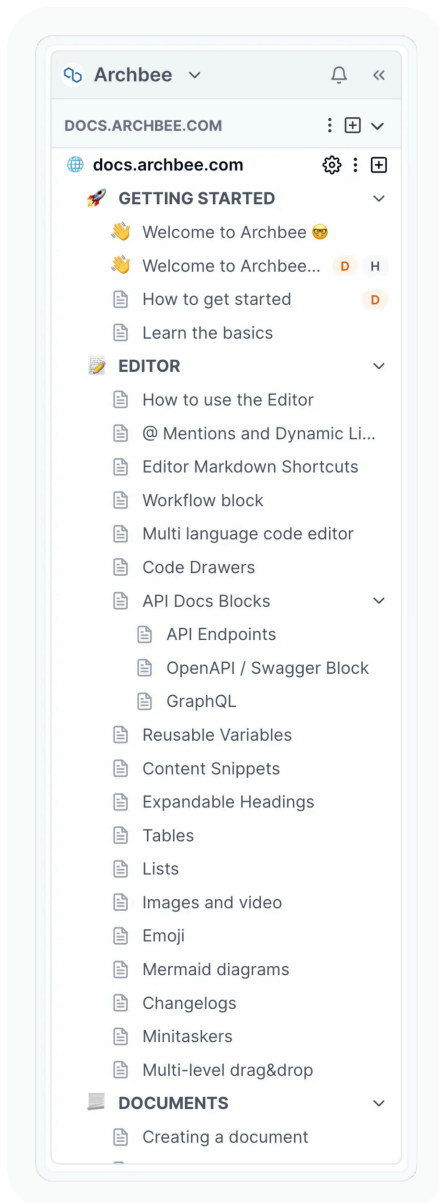 Archbee
DOCS.ARCHBEE.COM
docs.archbee.com
GETTING STARTED
Welcome to Archbee 🤓
Welcome to Archbee... D H
How to get started D
Learn the basics
EDITOR
How to use the Editor
@ Mentions and Dynamic Li...
Editor Markdown Shortcuts
Workflow block
Multi language code editor
Code Drawers
API Docs Blocks
API Endpoints
OpenAPI / Swagger Block
GraphQL
Reusable Variables
Content Snippets
Expandable Headings
Tables
Lists
Images and video
Emoji
Mermaid diagrams
Changelogs
Minitaskers
Multi-level drag&drop
DOCUMENTS
Creating a document